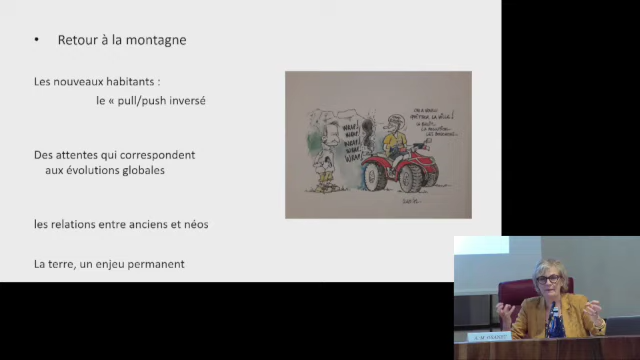 • Retour à la montagne
Les nouveaux habitants :
le « pull/push inversé
Des attentes qui correspondent
aux évolutions globales
les relations entre anciens et néos
La terre, un enjeu permanent
VRRAP!